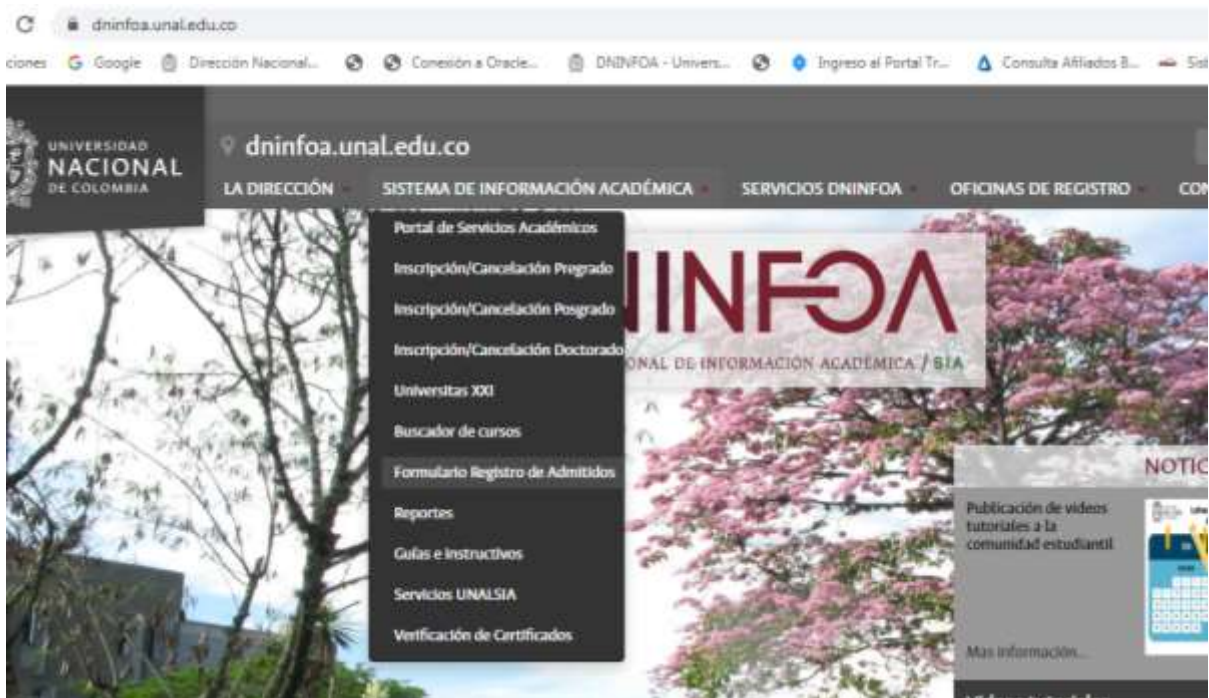 dninfoa.unal.edu.co
ciones Google Dirección Nacional... Conexión a Oracle... DNINFOA - Univers... Ingreso al Portal Tr... Consulta Afiliados B... Sist
UNIVERSIDAD
NACIONAL
DE COLOMBIA
dninfoa.unal.edu.co
LA DIRECCIÓN SISTEMA DE INFORMACIÓN ACADÉMICA SERVICIOS DNINFOA OFICINAS DE REGISTRO CON
Portal de Servicios Académicos
Inscripción/Cancelación Pregrado
Inscripción/Cancelación Posgrado
Inscripción/Cancelación Doctorado
Universitas XXI
Buscador de cursos
Formulario Registro de Admitidos
Reportes
Guías e Instructivos
Servicios UNALSIA
Verificación de Certificados
NINFOA
ONAL DE INFORMACIÓN ACADÉMICA / SIA
NOTIC
Publicación de videos
tutoriales a la
comunidad estudiantil
Mas información...